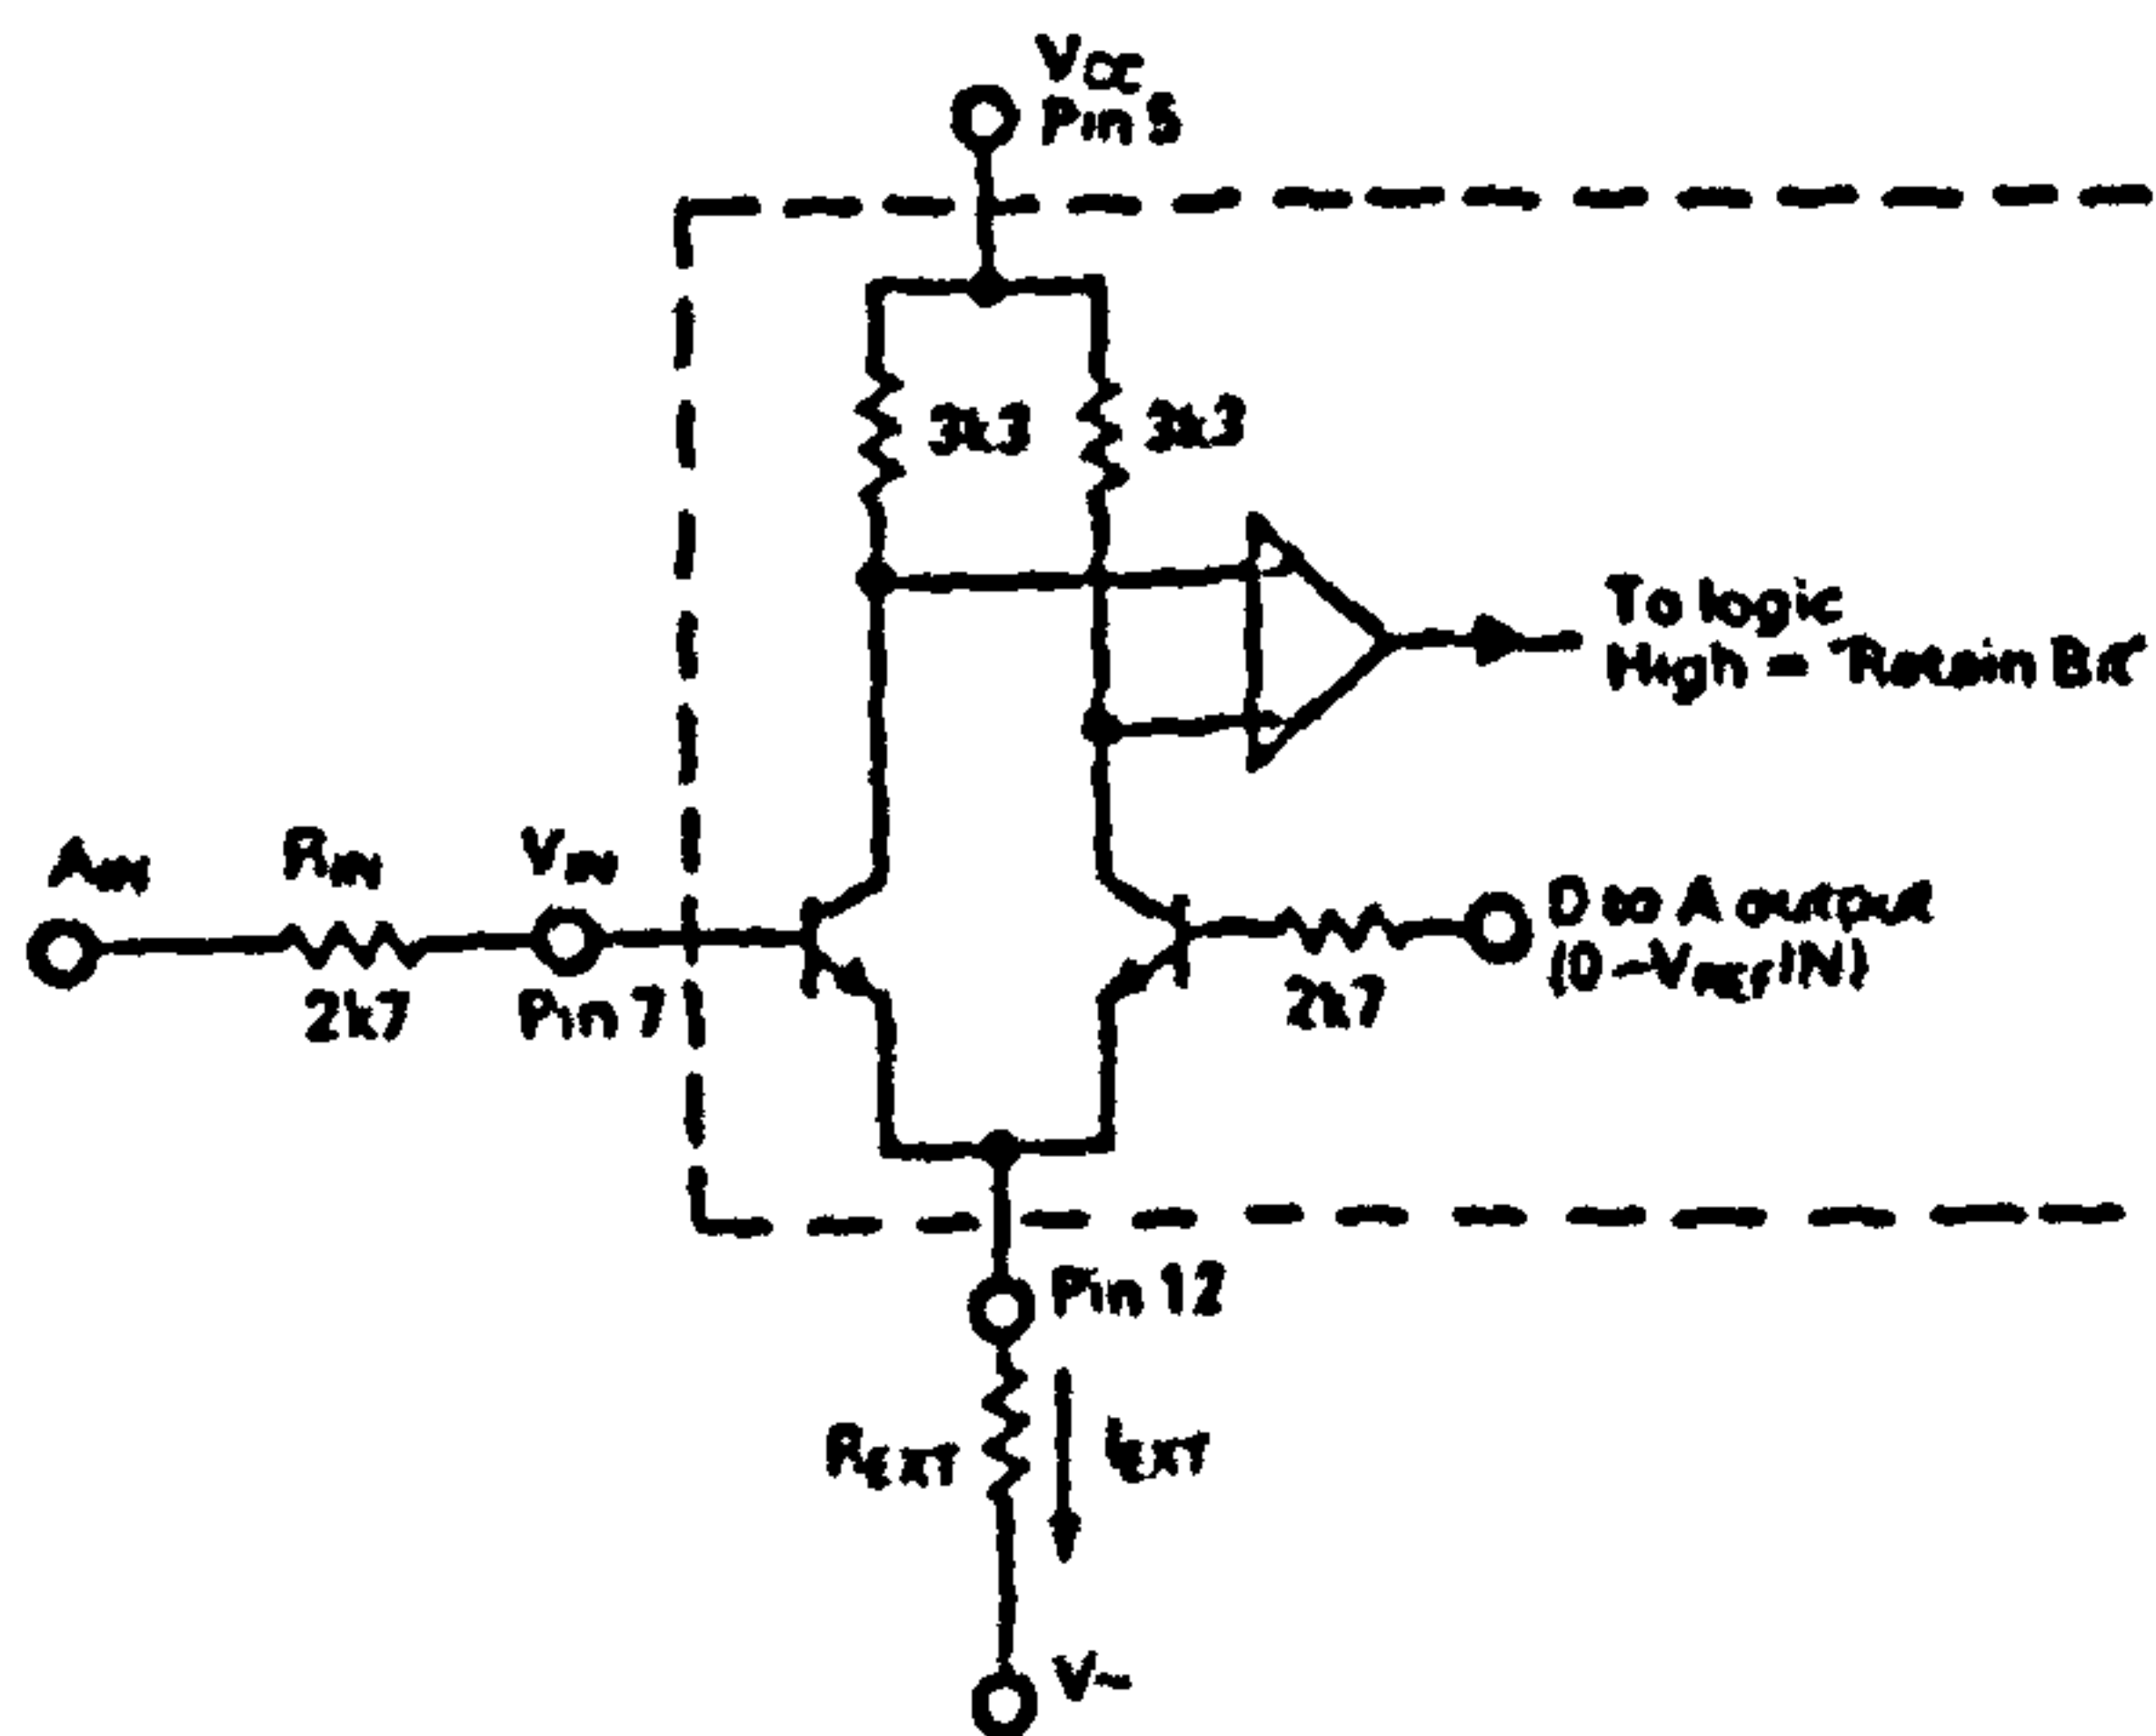 VCC
Pin 5
3k3
3k3
To logic
High = "Retain Bit"
AIN
RIN
VIN
D to A output
(0 - VREF IN)
2k7
Pin 7
2k7
Pin 12
REXT
IEXT
V-